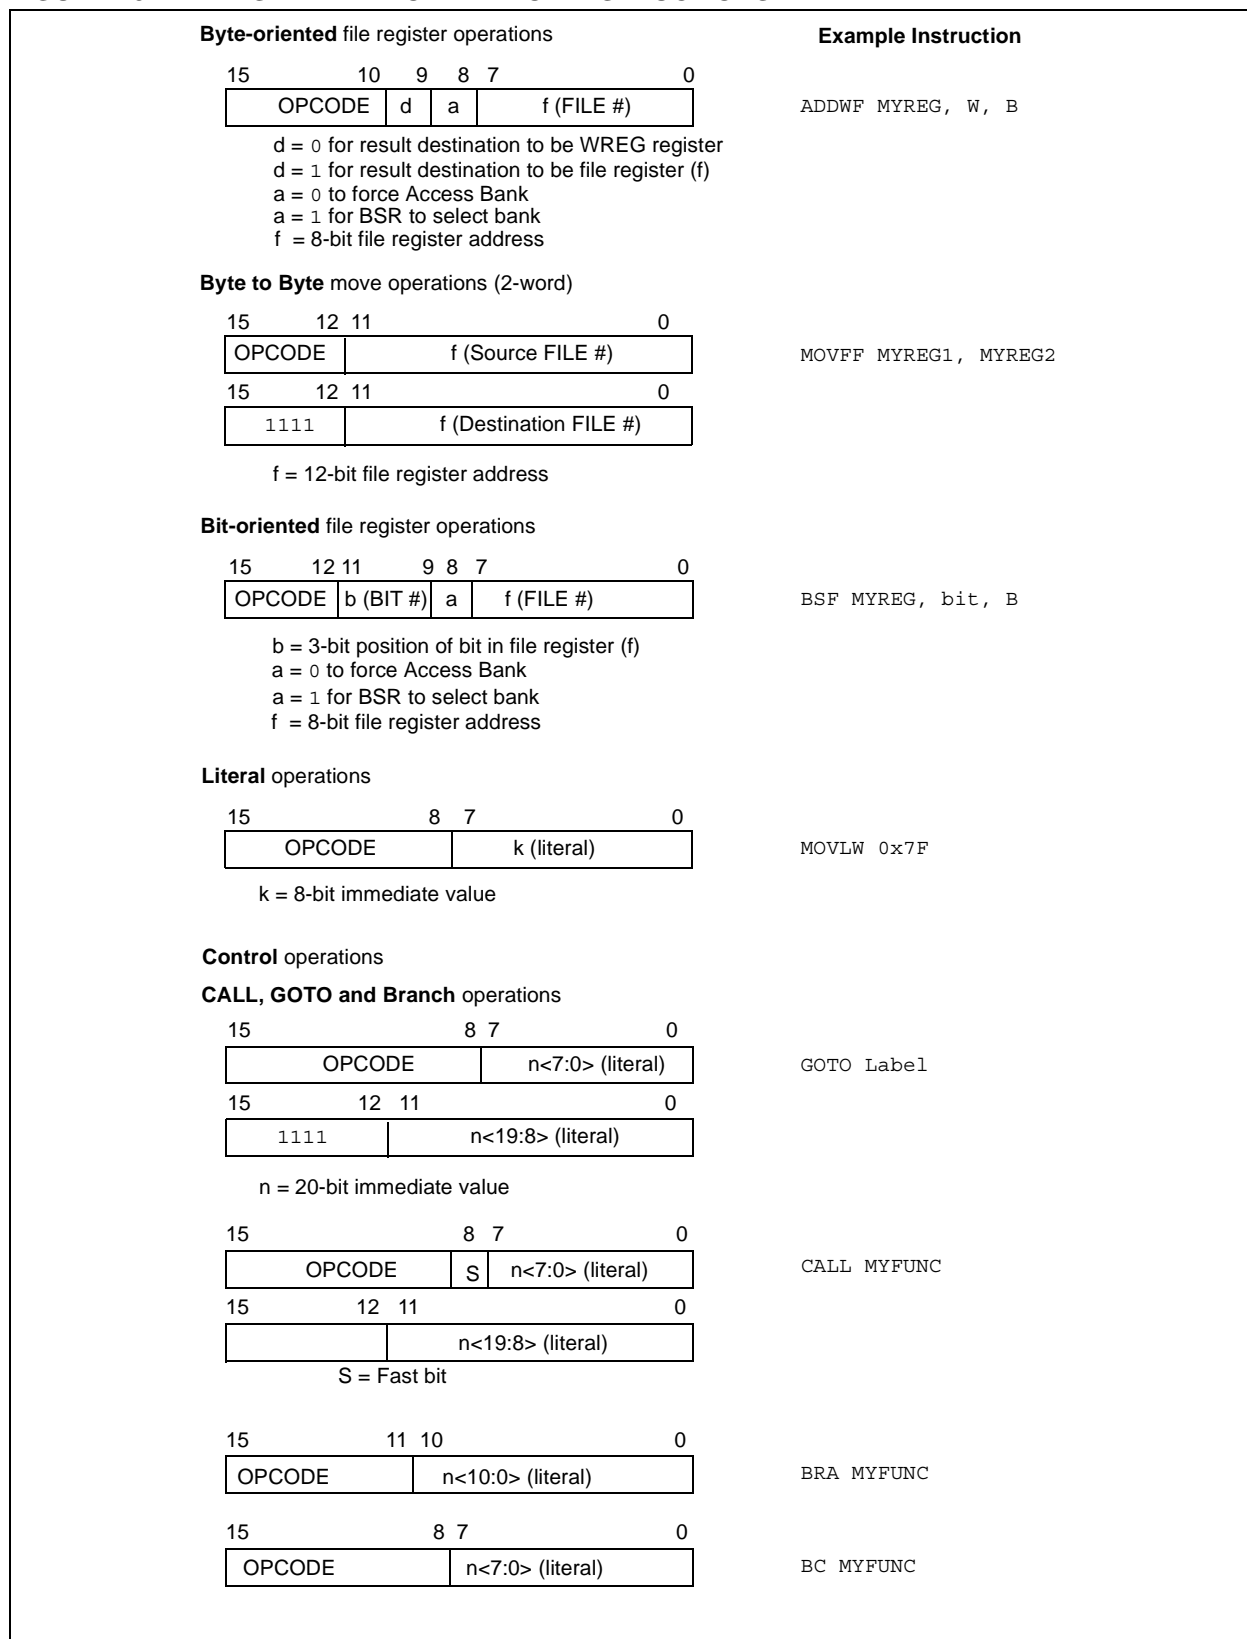 Byte-oriented file register operations
Example Instruction
15 10 9 8 7 0
OPCODE d a f (FILE #)
ADDWF MYREG, W, B
d = 0 for result destination to be WREG register
d = 1 for result destination to be file register (f)
a = 0 to force Access Bank
a = 1 for BSR to select bank
f = 8-bit file register address
Byte to Byte move operations (2-word)
15 12 11 0
OPCODE f (Source FILE #)
MOVFF MYREG1, MYREG2
15 12 11 0
1111 f (Destination FILE #)
f = 12-bit file register address
Bit-oriented file register operations
15 12 11 9 8 7 0
OPCODE b (BIT #) a f (FILE #)
BSF MYREG, bit, B
b = 3-bit position of bit in file register (f)
a = 0 to force Access Bank
a = 1 for BSR to select bank
f = 8-bit file register address
Literal operations
15 8 7 0
OPCODE k (literal)
MOVLW 0x7F
k = 8-bit immediate value
Control operations
CALL, GOTO and Branch operations
15 8 7 0
OPCODE n<7:0> (literal)
GOTO Label
15 12 11 0
1111 n<19:8> (literal)
n = 20-bit immediate value
15 8 7 0
OPCODE S n<7:0> (literal)
CALL MYFUNC
15 12 11 0
n<19:8> (literal)
S = Fast bit
15 11 10 0
OPCODE n<10:0> (literal)
BRA MYFUNC
15 8 7 0
OPCODE n<7:0> (literal)
BC MYFUNC